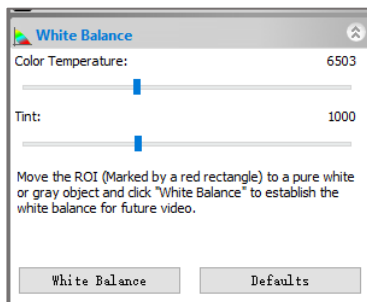 White Balance
Color Temperature: 6503
Tint: 1000
Move the ROI (Marked by a red rectangle) to a pure white
or gray object and click "White Balance" to establish the
white balance for future video.
White Balance Defaults